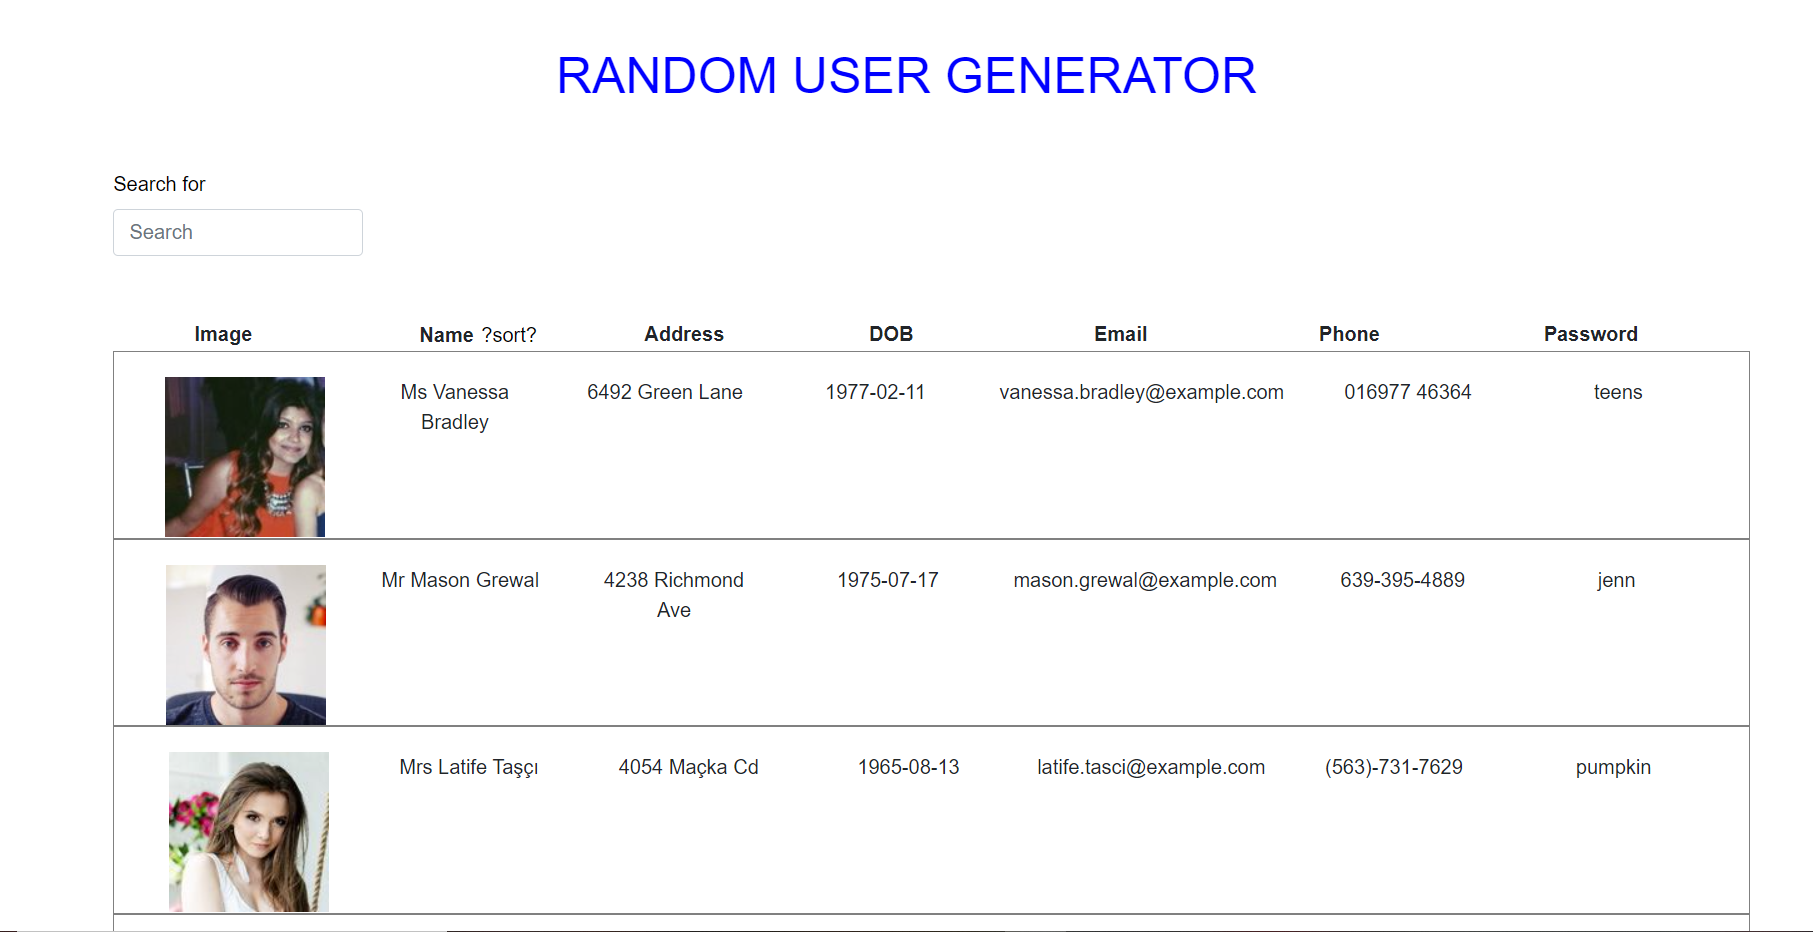 RANDOM USER GENERATOR
Search for
Search
Image Name ?sort? Address DOB Email Phone Password
Ms Vanessa 6492 Green Lane 1977-02-11 vanessa.bradley@example.com 016977 46364 teens
Bradley
Mr Mason Grewal 4238 Richmond 1975-07-17 mason.grewal@example.com 639-395-4889 jenn
Ave
Mrs Latife Taşçı 4054 Maçka Cd 1965-08-13 latife.tasci@example.com (563)-731-7629 pumpkin